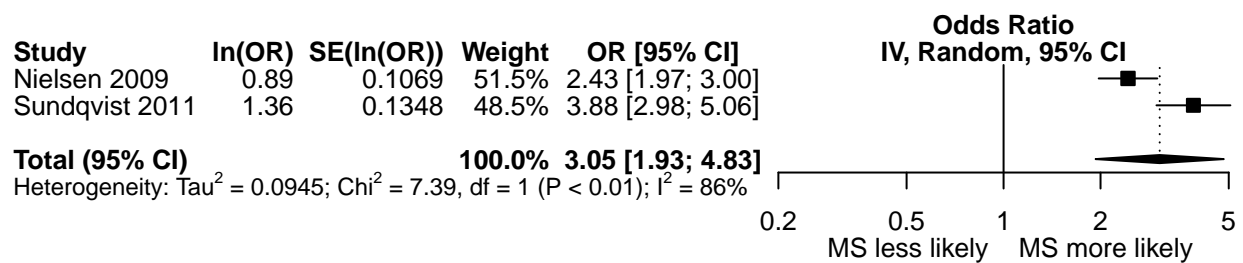 Odds Ratio
Study ln(OR) SE(ln(OR)) Weight OR [95% CI] IV, Random, 95% CI
Nielsen 2009 0.89 0.1069 51.5% 2.43 [1.97; 3.00]
Sundqvist 2011 1.36 0.1348 48.5% 3.88 [2.98; 5.06]
Total (95% CI) 100.0% 3.05 [1.93; 4.83]
Heterogeneity: Tau² = 0.0945; Chi² = 7.39, df = 1 (P < 0.01); I² = 86%
0.2 0.5 1 2 5
MS less likely MS more likely